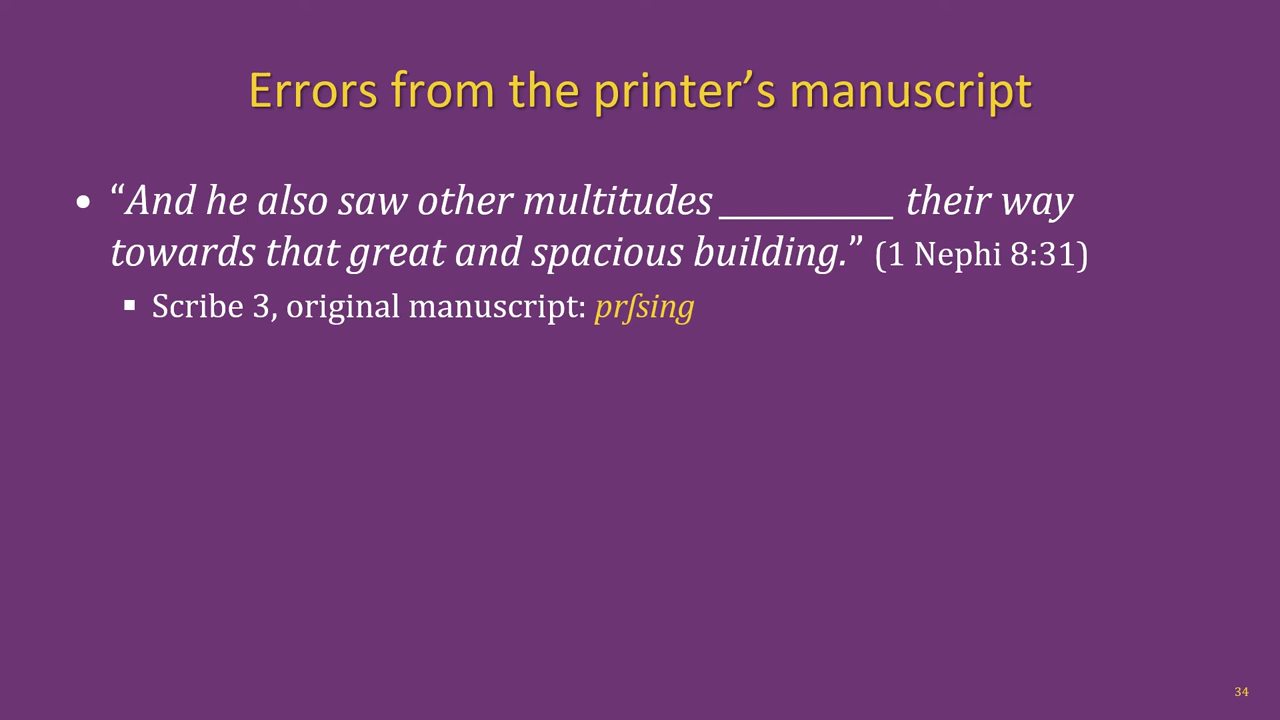 Errors from the printer’s manuscript
• “And he also saw other multitudes __________ their way
towards that great and spacious building.” (1 Nephi 8:31)
▪ Scribe 3, original manuscript: prſsing
34